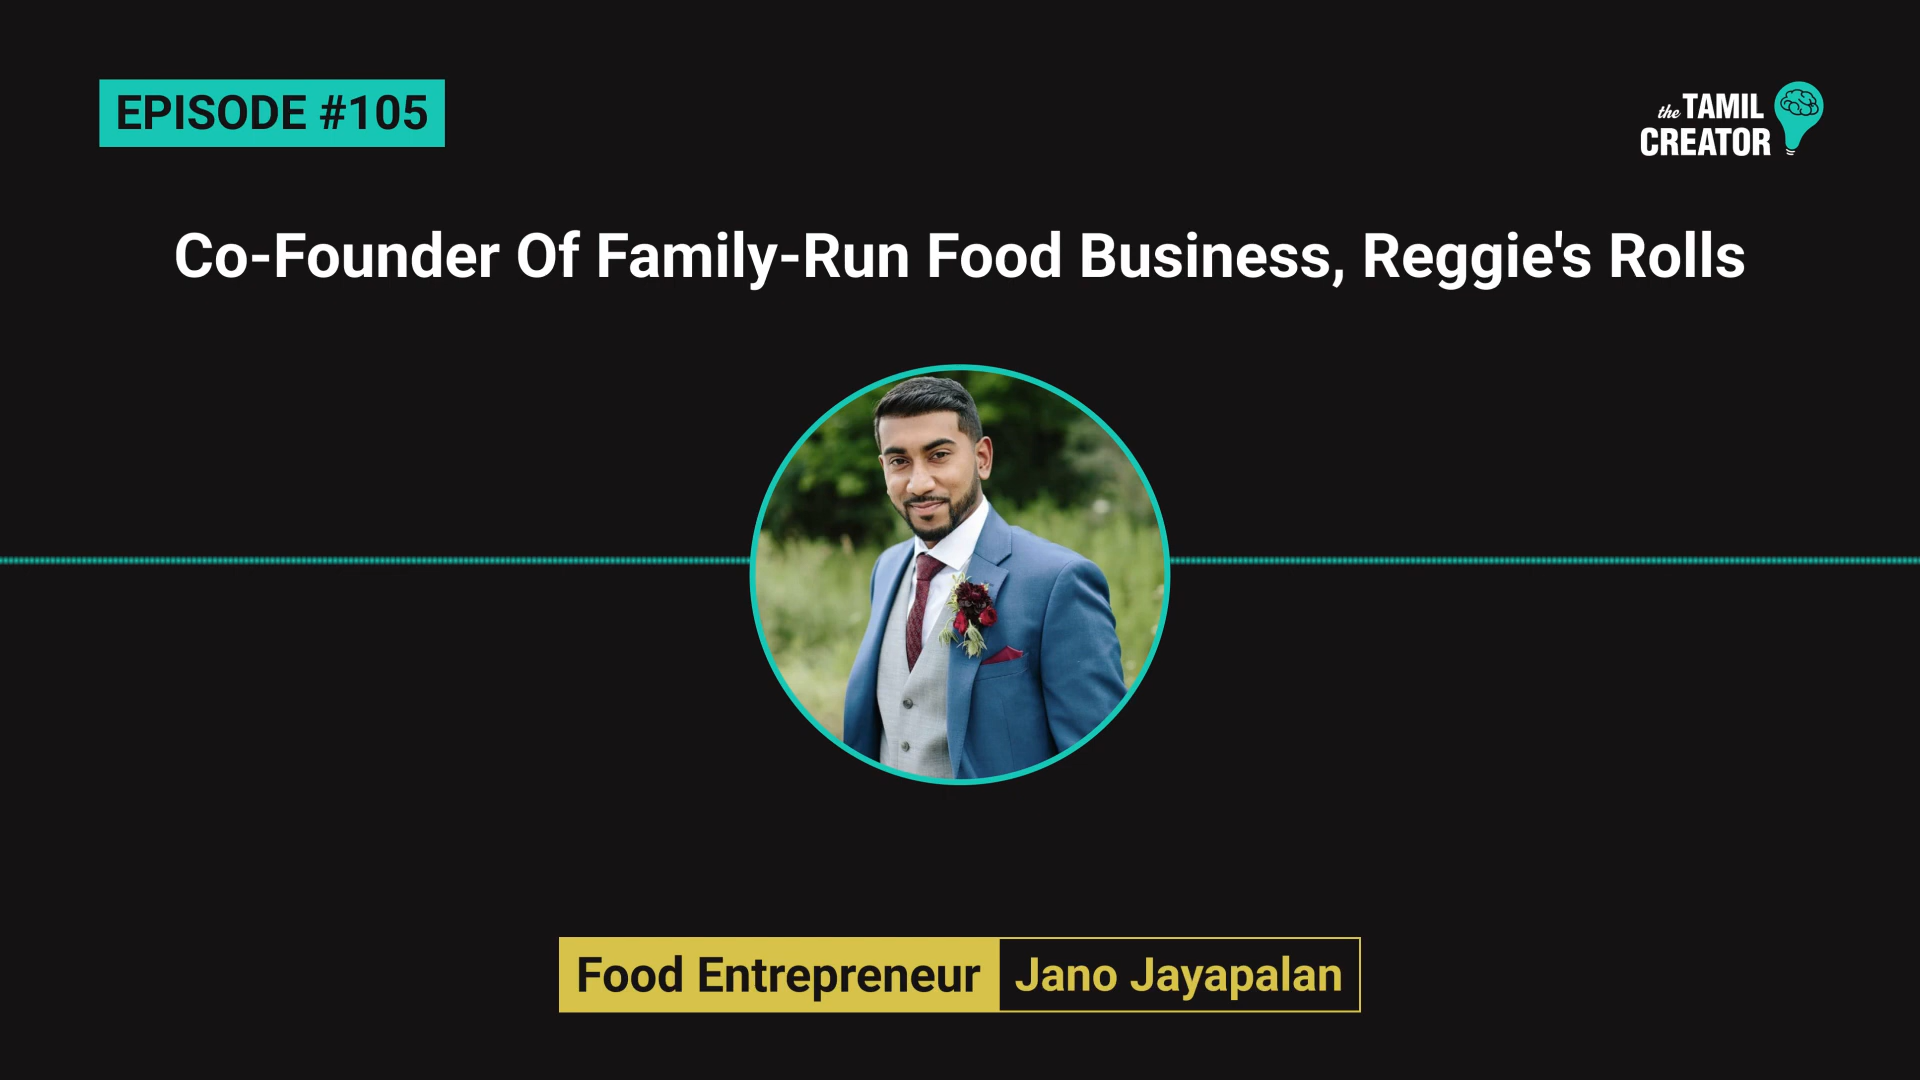 EPISODE #105
the TAMIL
CREATOR
Co-Founder Of Family-Run Food Business, Reggie's Rolls
Food Entrepreneur Jano Jayapalan